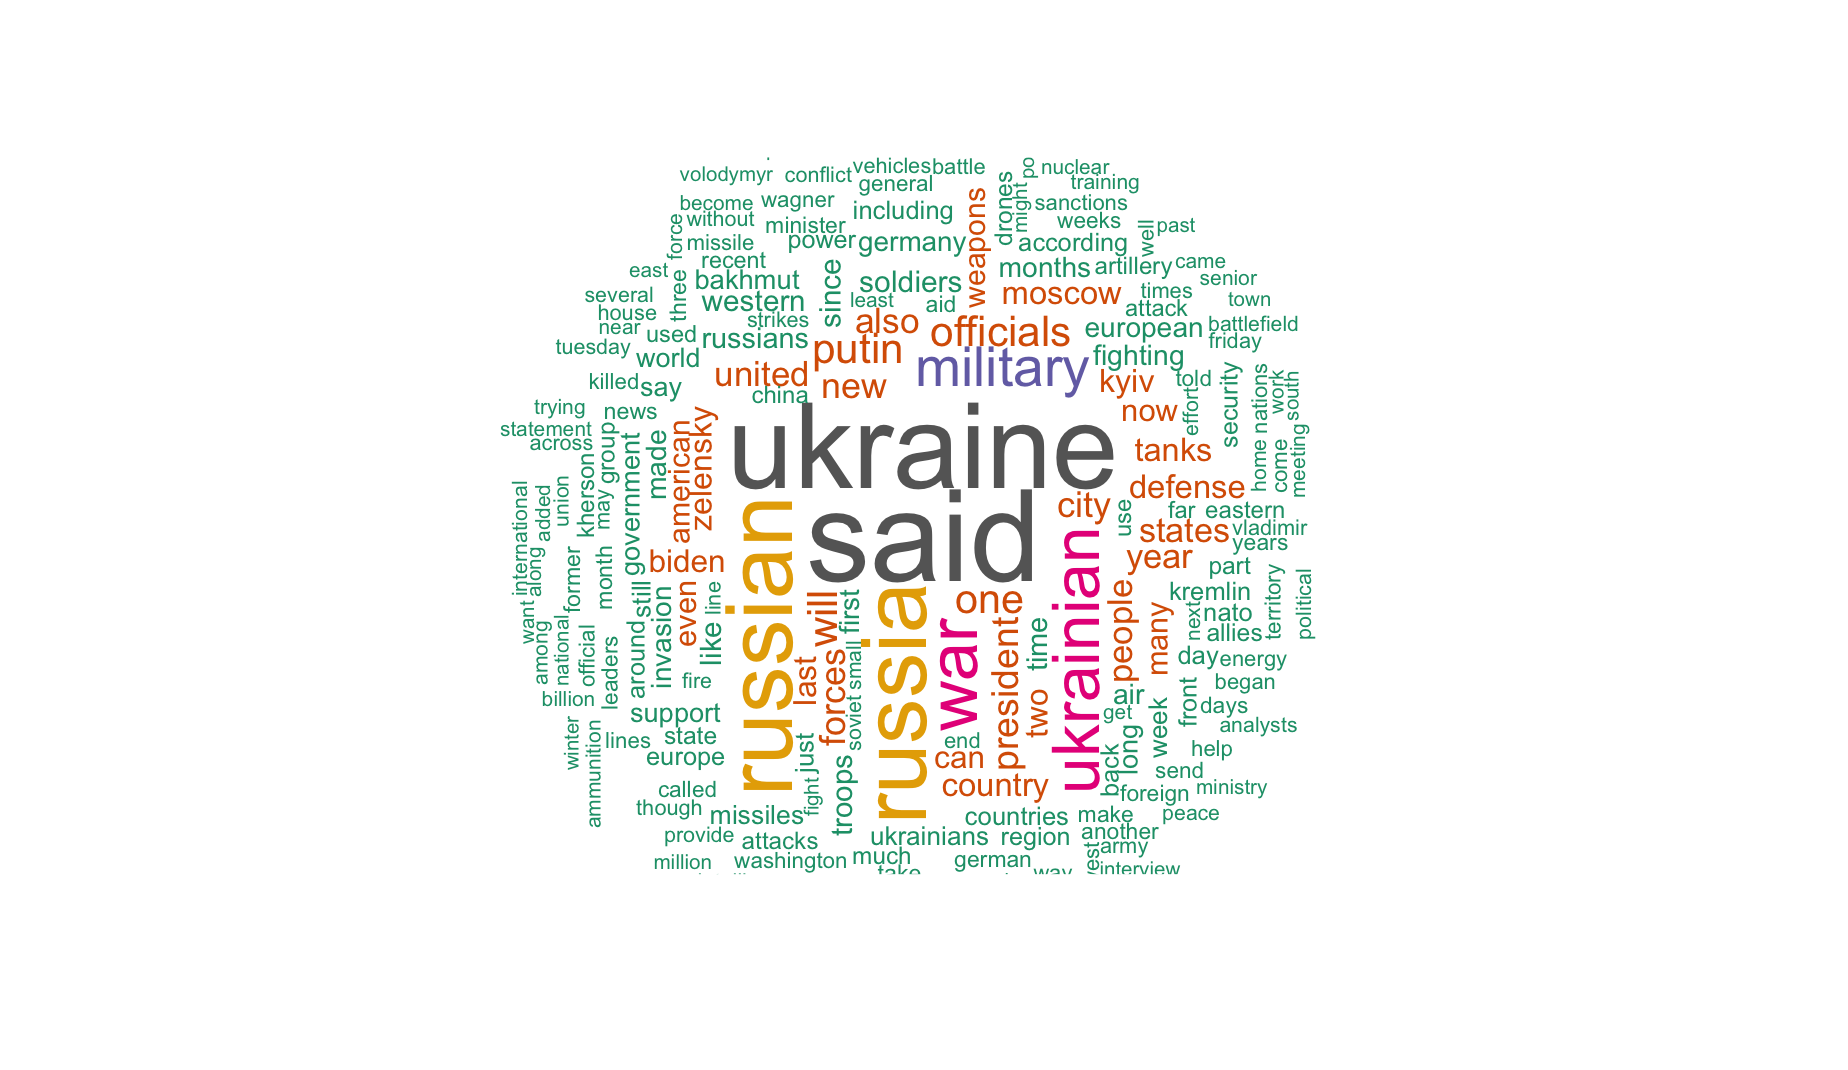 volodymyr
conflict
vehicles
battle
po
nuclear
general
training
become
wagner
without
including
weapons
drones
might
sanctions
minister
weeks
force
missile
power
germany
according
well
past
recent
east
three
bakhmut
since
soldiers
months
artillery
came
senior
several
western
least
aid
moscow
times
town
house
strikes
also
officials
attack
near
used
russians
european
battlefield
tuesday
world
putin
military
fighting
friday
killed
say
united
new
kyiv
told
china
effort
security
nations
work
south
trying
news
now
statement
across
group
government
made
american
zelensky
ukraine
tanks
home
come
meeting
international
added
union
may
kherson
said
city
defense
use
far
eastern
states
vladimir
years
along
former
month
biden
russian
year
part
still
invasion
even
line
will
first
russia
one
ukrainian
people
many
kremlin
next
nato
territory
political
want
among
national
official
leaders
around
like
last
forces
soviet
small
war
president
time
allies
day
energy
fire
billion
two
air
began
support
get
front
days
winter
ammunition
lines
state
just
end
week
analysts
europe
can
back
long
help
called
fight
troops
country
send
foreign
ministry
though
missiles
countries
make
peace
provide
attacks
ukrainians
region
another
million
washington
much
german
army
take
way
interview